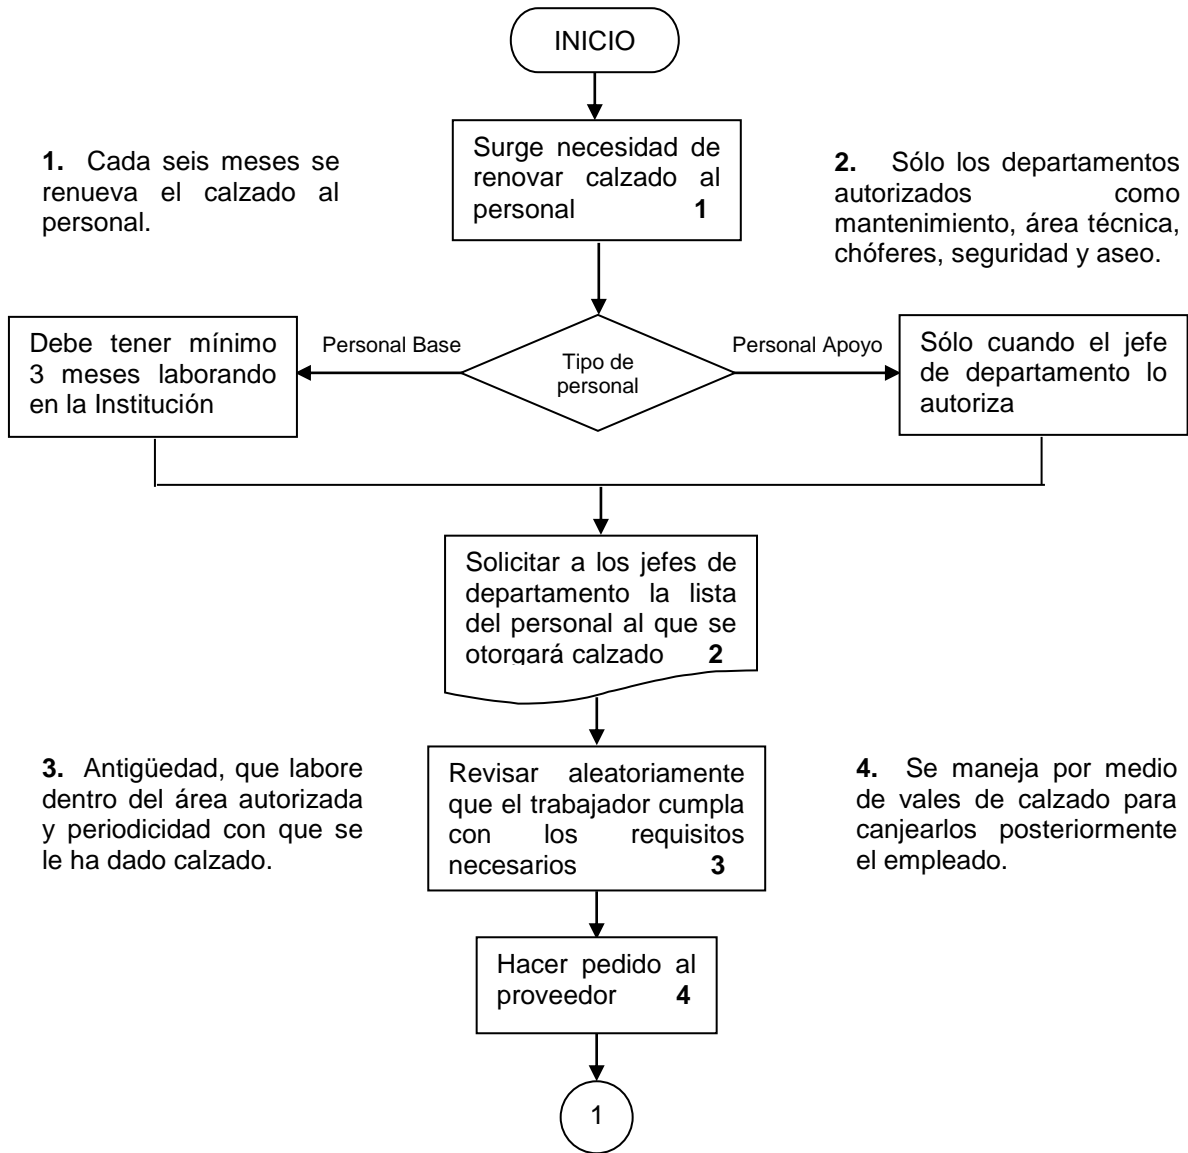 INICIO
1. Cada seis meses se
renueva el calzado al
personal.
Surge necesidad de
renovar calzado al
personal 1
2. Sólo los departamentos
autorizados como
mantenimiento, área técnica,
chóferes, seguridad y aseo.
Debe tener mínimo
3 meses laborando
en la Institución
Personal Base
Tipo de
personal
Personal Apoyo
Sólo cuando el jefe
de departamento lo
autoriza
Solicitar a los jefes de
departamento la lista
del personal al que se
otorgará calzado 2
3. Antigüedad, que labore
dentro del área autorizada
y periodicidad con que se
le ha dado calzado.
Revisar aleatoriamente
que el trabajador cumpla
con los requisitos
necesarios 3
4. Se maneja por medio
de vales de calzado para
canjearlos posteriormente
el empleado.
Hacer pedido al
proveedor 4
1